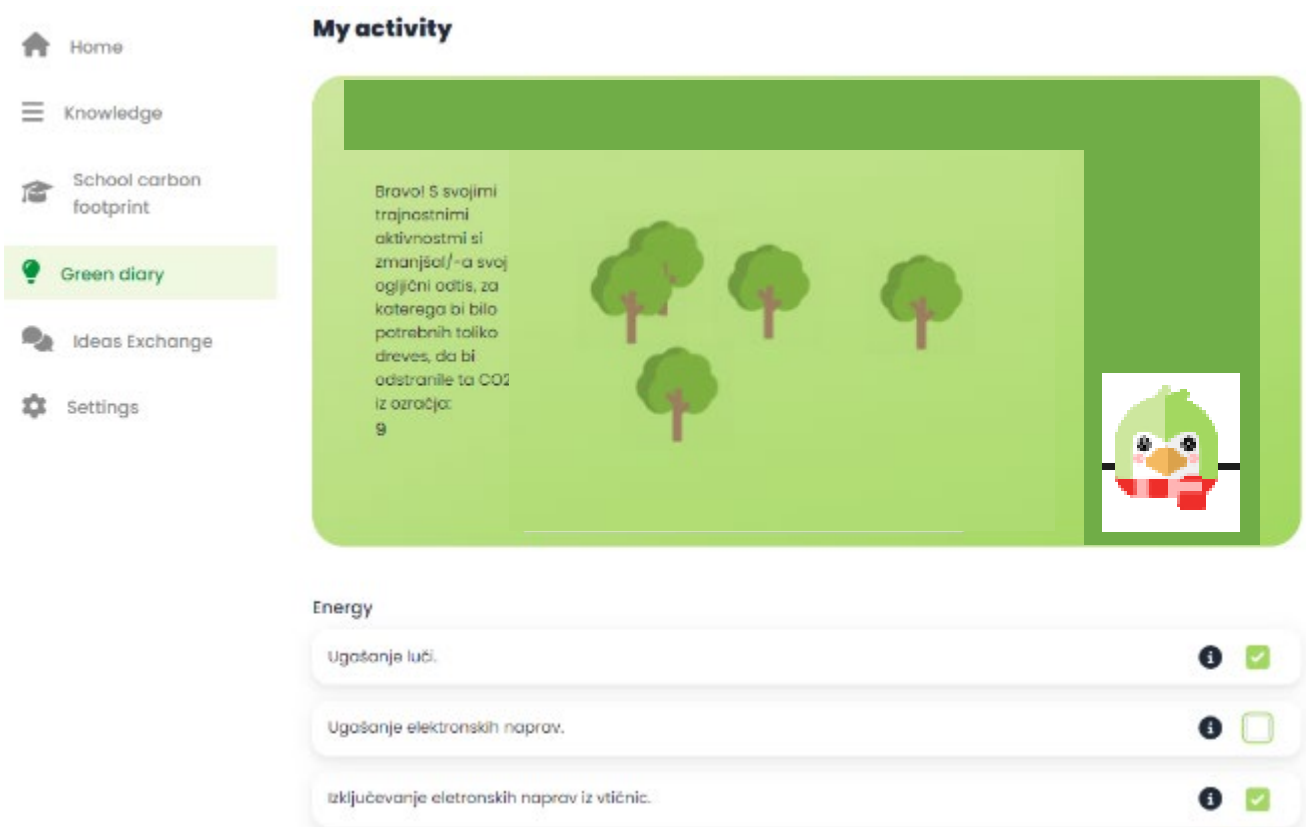 Home
Knowledge
School carbon
footprint
Green diary
Ideas Exchange
Settings
My activity
Bravo! S svojimi
trajnostnimi
aktivnostmi si
zmanjšal/-a svoj
ogljični odtis, za
katerega bi bilo
potrebnih toliko
dreves, da bi
odstranile ta CO2
iz ozračja:
9
Energy
Ugašanje luči.
Ugašanje elektronskih naprav.
Izključevanje eletronskih naprav iz vtičnic.